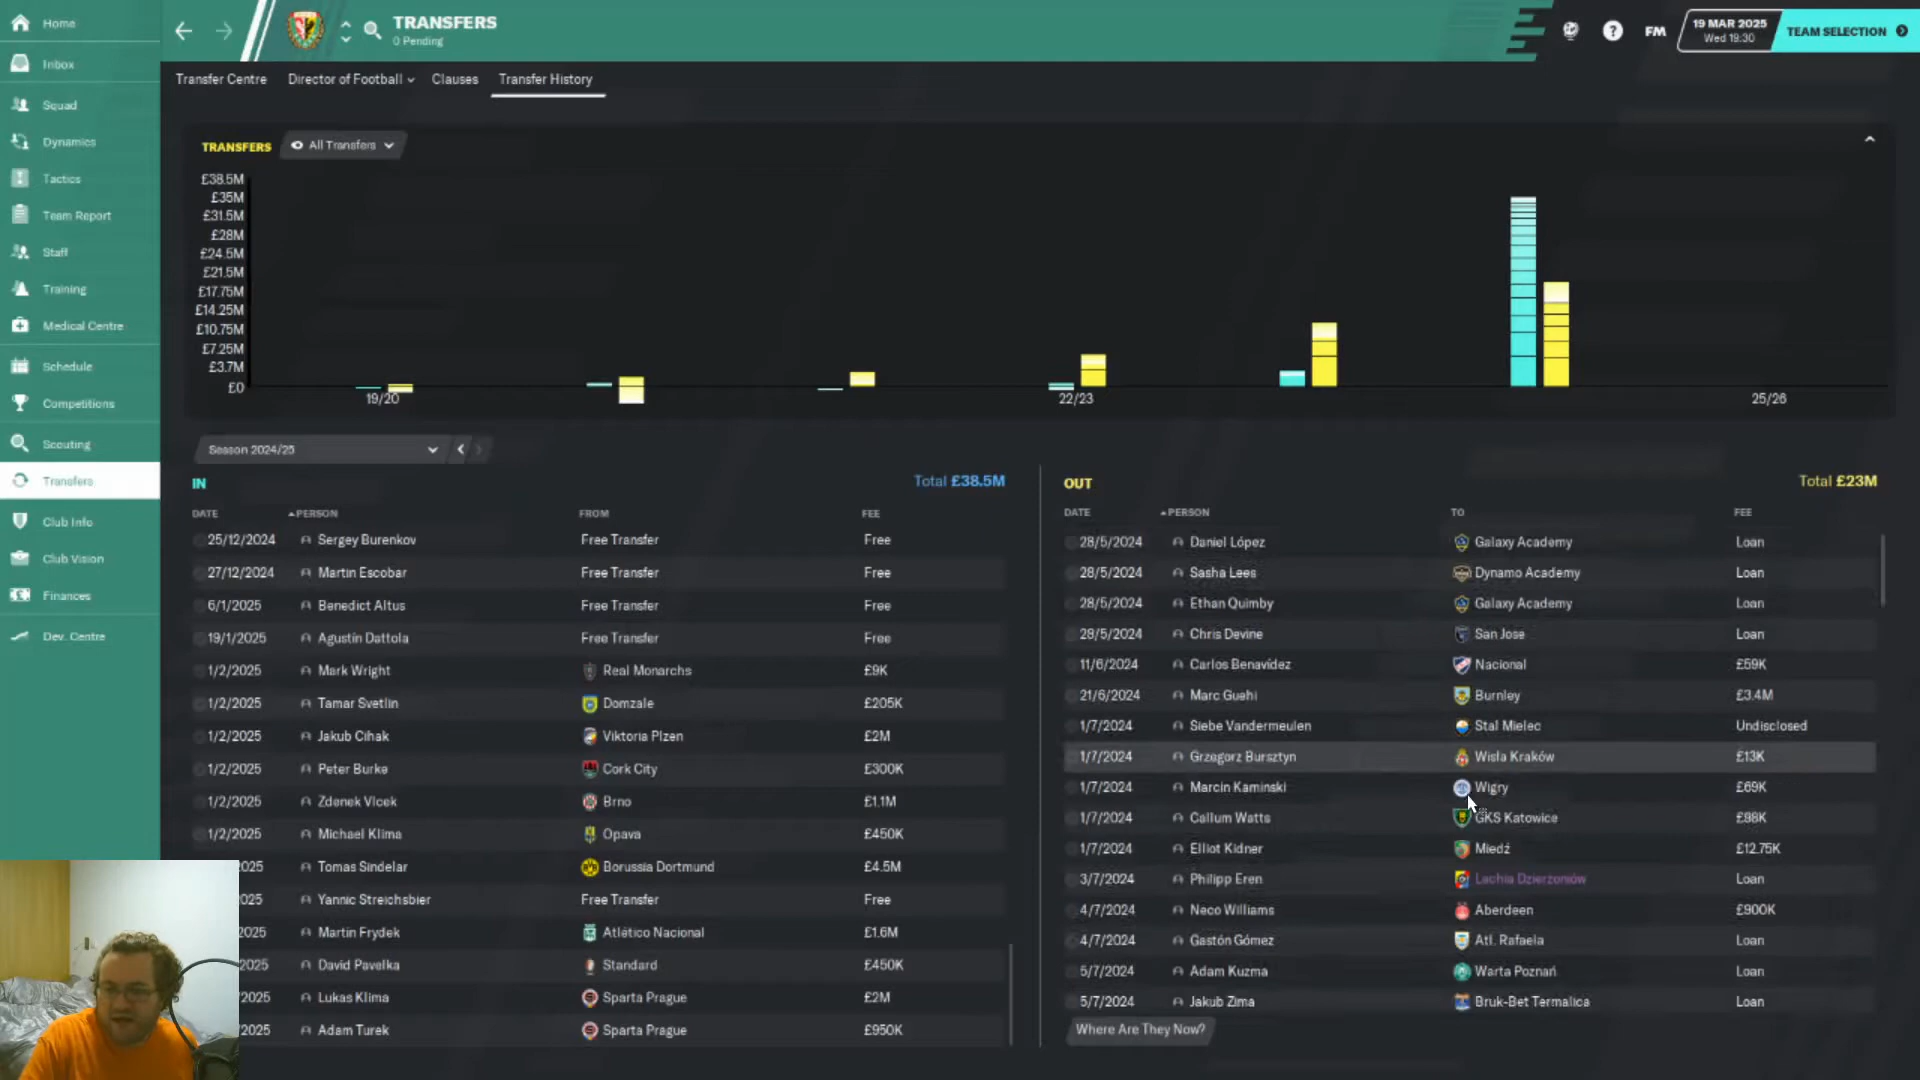 Home
Inbox
Squad
Dynamics
Tactics
Team Report
Staff
Training
Medical Centre
Schedule
Competitions
Scouting
Transfers
Club Info
Club Vision
Finances
Dev. Centre
TRANSFERS
0 Pending
? FM
19 MAR 2025
Wed 19:30
TEAM SELECTION
Transfer Centre Director of Football Clauses Transfer History
TRANSFERS All Transfers
£38.5M
£35M
£31.5M
£28M
£24.5M
£21.5M
£17.75M
£14.25M
£10.75M
£7.25M
£3.7M
£0
19/20 22/23 25/26
Season 2024/25
IN Total £38.5M
DATE PERSON FROM FEE
25/12/2024 Sergey Burenkov Free Transfer Free
27/12/2024 Martin Escobar Free Transfer Free
6/1/2025 Benedict Altus Free Transfer Free
19/1/2025 Agustín Dattola Free Transfer Free
1/2/2025 Mark Wright Real Monarchs £9K
1/2/2025 Tamar Svetlin Domzale £205K
1/2/2025 Jakub Cihak Viktoria Plzen £2M
1/2/2025 Peter Burke Cork City £300K
1/2/2025 Zdenek Vlcek Brno £1.1M
1/2/2025 Michael Klima Opava £450K
025 Tomas Sindelar Borussia Dortmund £4.5M
025 Yannic Streichsbier Free Transfer Free
2025 Martin Frydek Atlético Nacional £1.6M
2025 David Pavelka Standard £450K
2025 Lukas Klima Sparta Prague £2M
2025 Adam Turek Sparta Prague £950K
OUT Total £23M
DATE PERSON TO FEE
28/5/2024 Daniel López Galaxy Academy Loan
28/5/2024 Sasha Lees Dynamo Academy Loan
28/5/2024 Ethan Quimby Galaxy Academy Loan
28/5/2024 Chris Devine San Jose Loan
11/6/2024 Carlos Benavídez Nacional £59K
21/6/2024 Marc Guehi Burnley £3.4M
1/7/2024 Siebe Vandermeulen Stal Mielec Undisclosed
1/7/2024 Grzegorz Bursztyn Wisla Kraków £13K
1/7/2024 Marcin Kaminski Wigry £69K
1/7/2024 Callum Watts GKS Katowice £98K
1/7/2024 Elliot Kidner Miedź £12.75K
3/7/2024 Philipp Eren Lechia Dzierżoniów Loan
4/7/2024 Neco Williams Aberdeen £900K
4/7/2024 Gastón Gómez Atl. Rafaela Loan
5/7/2024 Adam Kuzma Warta Poznań Loan
5/7/2024 Jakub Zima Bruk-Bet Termalica Loan
Where Are They Now?